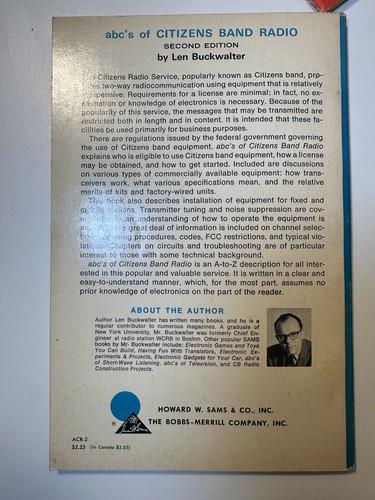 abc's of CITIZENS BAND RADIO
SECOND EDITION
by Len Buckwalter
Citizens Radio Service, popularly known as Citizens band, pro-
two-way radiocommunication using equipment that is relatively
Requirements for a license are minimal; in fact, no ex-
or knowledge of electronics is necessary. Because of the
popularity of this service, the messages that may be transmitted are
restricted both in length and in content. It is intended that these fa-
cilities be used primarily for business purposes.
There are regulations issued by the federal government governing
the use of Citizens band equipment. abc's of Citizens Band Radio
explains who is eligible to use Citizens band equipment, how a license
may be obtained, and how to get started. Included are discussions
on various types of commercially available equipment: how trans-
ceivers work, what various specifications mean, and the relative
merits of kits and factory-wired units.
This book also describes installation of equipment for fixed and
Transmitter tuning and noise suppression are cov-
an understanding of how to operate the equipment is
great deal of information is included on channel selec-
procedures, codes, FCC restrictions, and typical vio-
lations. Chapters on circuits and troubleshooting are of particular
interest to those with some technical background.
abc's of Citizens Band Radio is an A-to-Z description for all inter-
ested in this popular and valuable service. It is written in a clear and
easy-to-understand manner, which, for the most part, assumes no
prior knowledge of electronics on the part of the reader.
ABOUT THE AUTHOR
Author Len Buckwalter has written many books, and he is a
regular contributor to numerous magazines. A graduate of
New York University, Mr. Buckwalter was formerly Chief Engi-
neer at radio station WCRB in Boston. Other popular SAMS
books by Mr. Buckwalter include: Electronic Games and Toys
You Can Build, Having Fun With Transistors, Electronic Ex-
periments & Projects, Electronic Gadgets for Your Car, abc's
of Short-Wave Listening, abc's of Television, and CB Radio
Construction Projects.
HOWARD W. SAMS & CO., INC.
THE BOBBS-MERRILL COMPANY, INC.
ACR-2
$2.25 (In Canada $2.85)